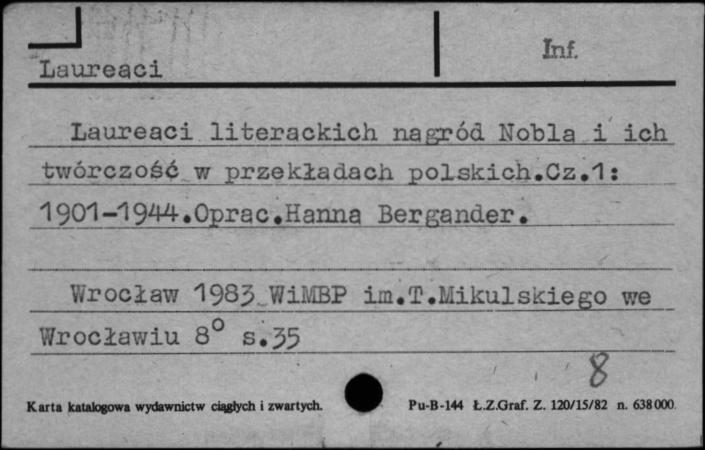 Inf.
Laureaci
Laureaci literackich nagród Nobla i ich
twórczość w przekładach polskich.Cz.1:
1901-1944.Oprac.Hanna Bergander.
Wrocław 1983 WiMBP im.T.Mikulskiego we
Wrocławiu 8° s.35
8
Karta katalogowa wydawnictw ciągłych i zwartych. Pu-B-144 Ł.Z.Graf. Z. 120/15/82 n. 638000.